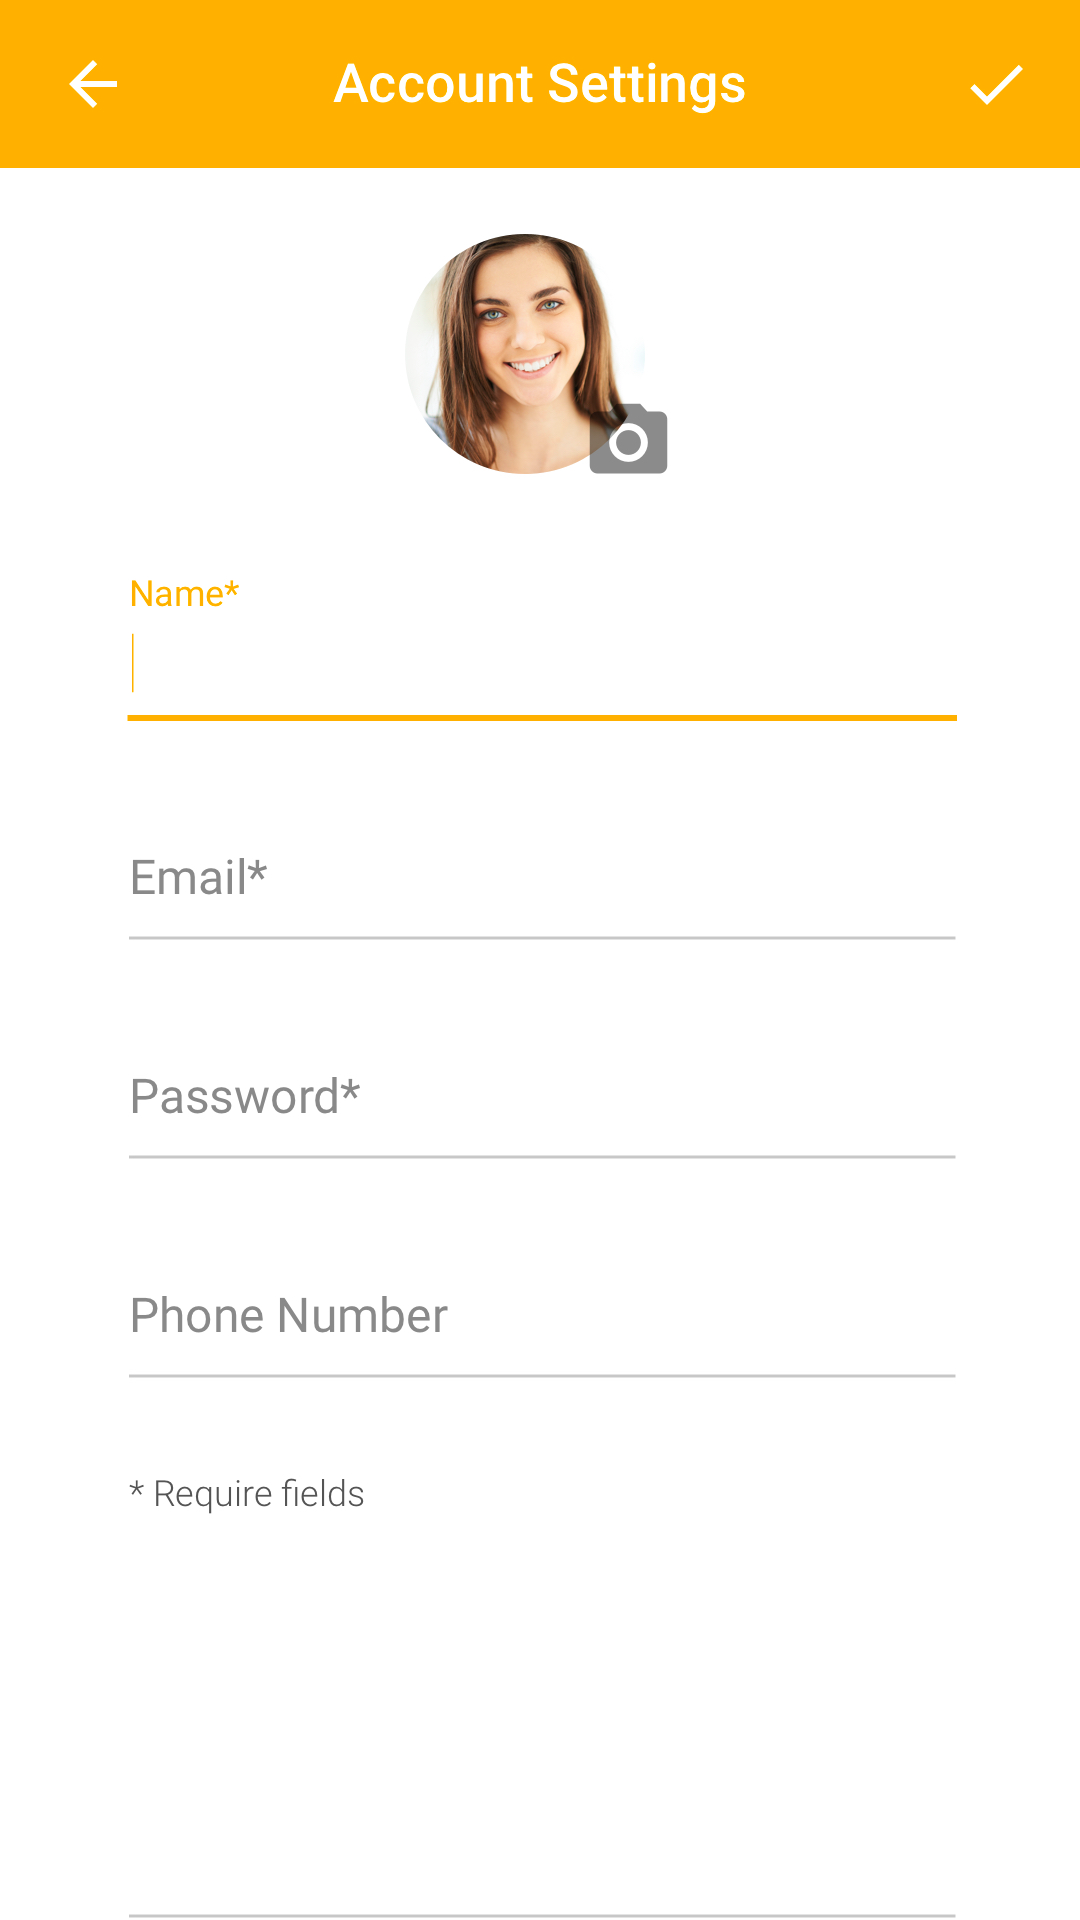 Account Settings
Name*
Email*
Password*
Phone Number
* Require fields